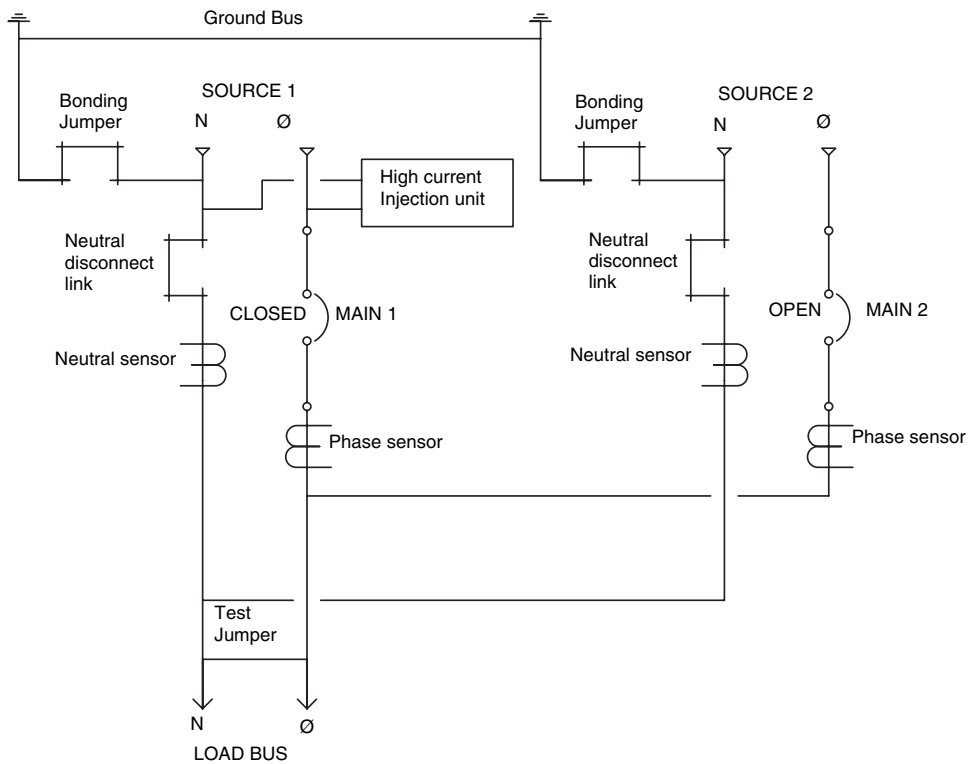 Ground Bus
Bonding
Jumper
SOURCE 1
N Ø
High current
Injection unit
Neutral
disconnect
link
CLOSED
MAIN 1
Neutral sensor
Phase sensor
Bonding
Jumper
SOURCE 2
N Ø
Neutral
disconnect
link
OPEN
MAIN 2
Neutral sensor
Phase sensor
Test
Jumper
N Ø
LOAD BUS